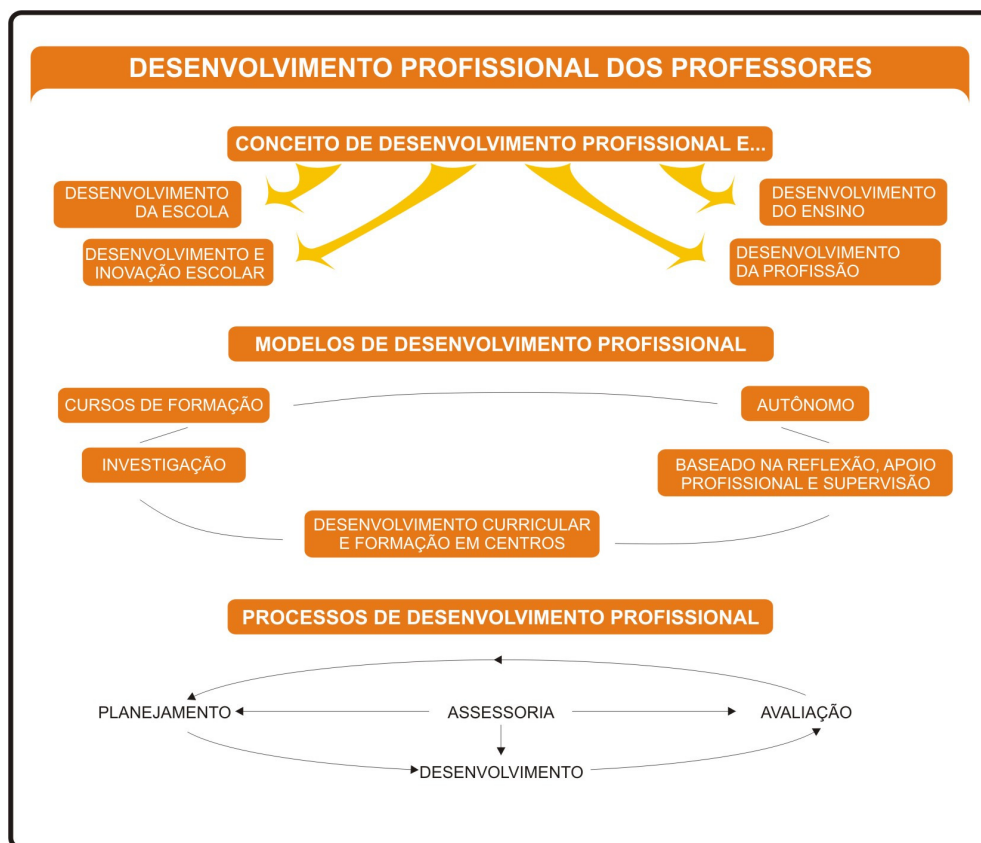 DESENVOLVIMENTO PROFISSIONAL DOS PROFESSORES
CONCEITO DE DESENVOLVIMENTO PROFISSIONAL E...
DESENVOLVIMENTO
DA ESCOLA
DESENVOLVIMENTO
DO ENSINO
DESENVOLVIMENTO E
INOVAÇÃO ESCOLAR
DESENVOLVIMENTO
DA PROFISSÃO
MODELOS DE DESENVOLVIMENTO PROFISSIONAL
CURSOS DE FORMAÇÃO
AUTÔNOMO
INVESTIGAÇÃO
BASEADO NA REFLEXÃO, APOIO
PROFISSIONAL E SUPERVISÃO
DESENVOLVIMENTO CURRICULAR
E FORMAÇÃO EM CENTROS
PROCESSOS DE DESENVOLVIMENTO PROFISSIONAL
PLANEJAMENTO
ASSESSORIA
AVALIAÇÃO
DESENVOLVIMENTO